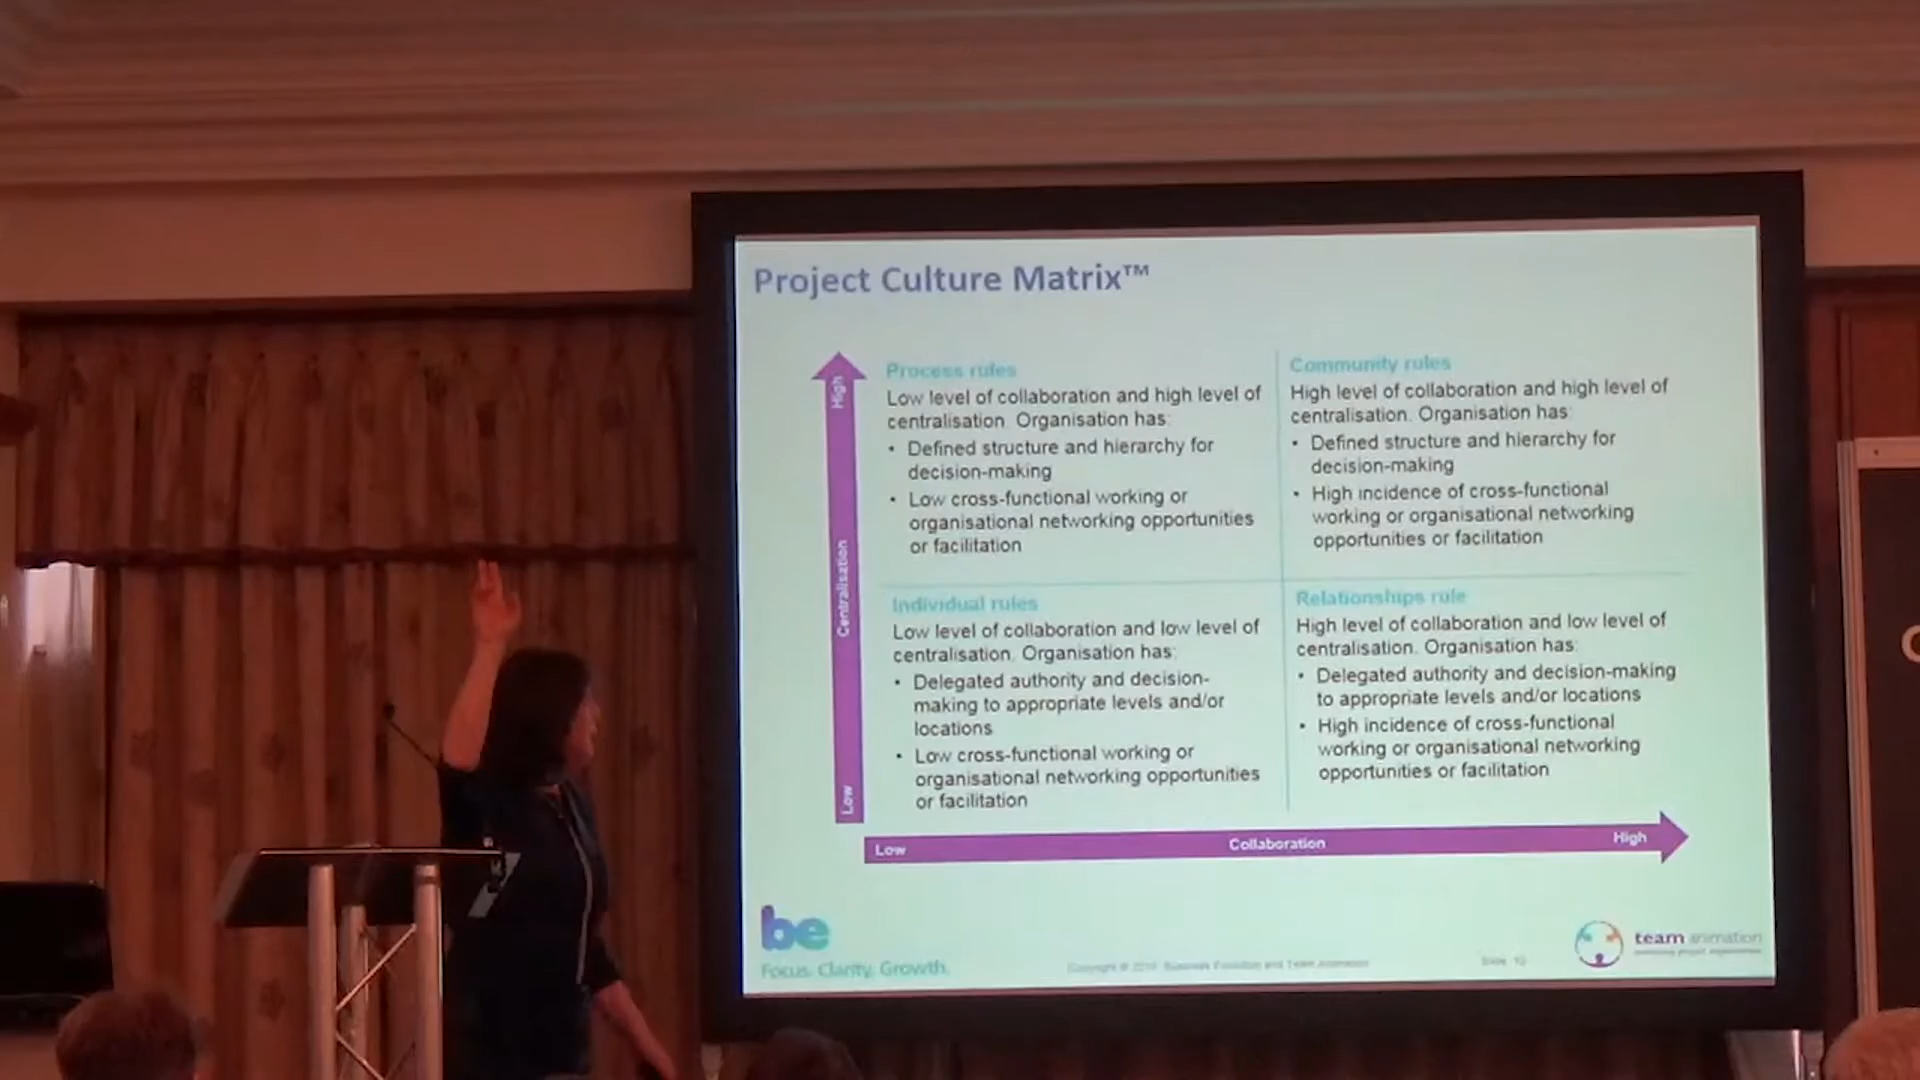 Project Culture Matrix™
High
Centralisation
Low
Process rules
Low level of collaboration and high level of
centralisation. Organisation has:
• Defined structure and hierarchy for
decision-making
• Low cross-functional working or
organisational networking opportunities
or facilitation
Community rules
High level of collaboration and high level of
centralisation. Organisation has:
• Defined structure and hierarchy for
decision-making
• High incidence of cross-functional
working or organisational networking
opportunities or facilitation
Individual rules
Low level of collaboration and low level of
centralisation. Organisation has:
• Delegated authority and decision-
making to appropriate levels and/or
locations
• Low cross-functional working or
organisational networking opportunities
or facilitation
Relationships rule
High level of collaboration and low level of
centralisation. Organisation has:
• Delegated authority and decision-making
to appropriate levels and/or locations
• High incidence of cross-functional
working or organisational networking
opportunities or facilitation
Low
Collaboration
High
be
Focus. Clarity. Growth.
Copyright ©
and Team Animation
Slide
team animation